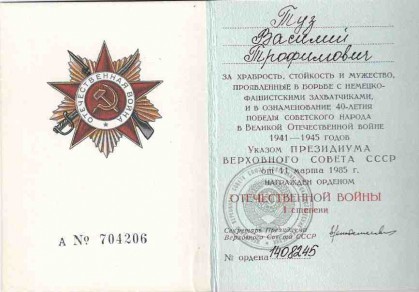 ОТЕЧЕСТВЕННАЯ ВОЙНА
А № 704206
Туз
Василий
Трофимович
ЗА ХРАБРОСТЬ, СТОЙКОСТЬ И МУЖЕСТВО,
ПРОЯВЛЕННЫЕ В БОРЬБЕ С НЕМЕЦКО-
ФАШИСТСКИМИ ЗАХВАТЧИКАМИ,
И В ОЗНАМЕНОВАНИЕ 40-ЛЕТИЯ
ПОБЕДЫ СОВЕТСКОГО НАРОДА
В ВЕЛИКОЙ ОТЕЧЕСТВЕННОЙ ВОЙНЕ
1941—1945 ГОДОВ
УКАЗОМ ПРЕЗИДИУМА
ВЕРХОВНОГО СОВЕТА СССР
от 11 марта 1985 г.
НАГРАЖДЕН ОРДЕНОМ
ОТЕЧЕСТВЕННОЙ ВОЙНЫ
I степени
Секретарь Президиума
Верховного Совета СССР
№ ордена 1408245